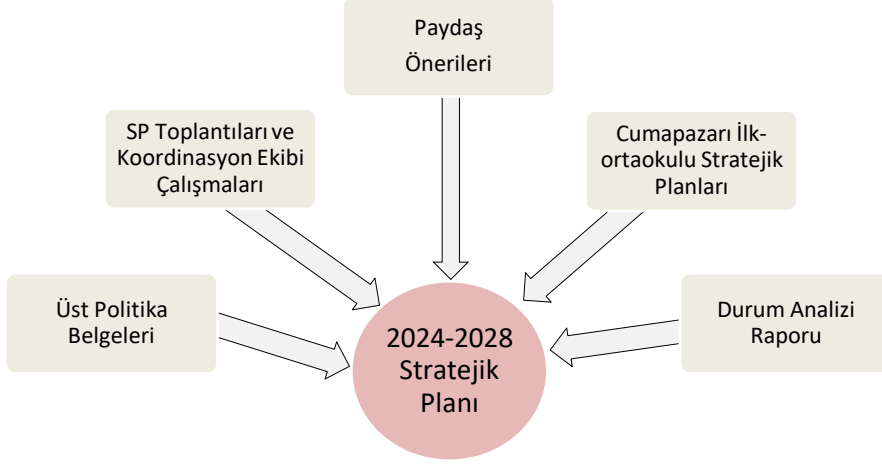 Paydaş
Önerileri
SP Toplantıları ve
Koordinasyon Ekibi
Çalışmaları
Cumapazarı İlk-
ortaokulu Stratejik
Planları
Üst Politika
Belgeleri
Durum Analizi
Raporu
2024-2028
Stratejik
Planı